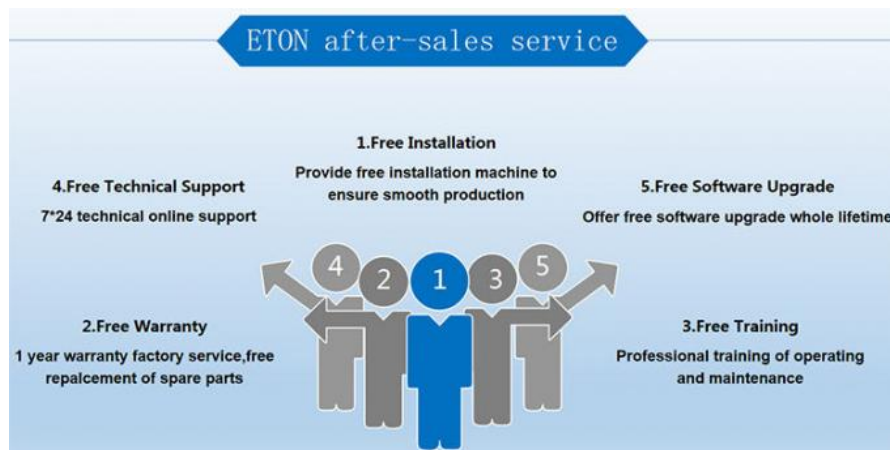 ETON after-sales service
1.Free Installation
Provide free installation machine to
ensure smooth production
4.Free Technical Support
7*24 technical online support
5.Free Software Upgrade
Offer free software upgrade whole lifetime
4
2
1
3
5
2.Free Warranty
1 year warranty factory service,free
repalcement of spare parts
3.Free Training
Professional training of operating
and maintenance